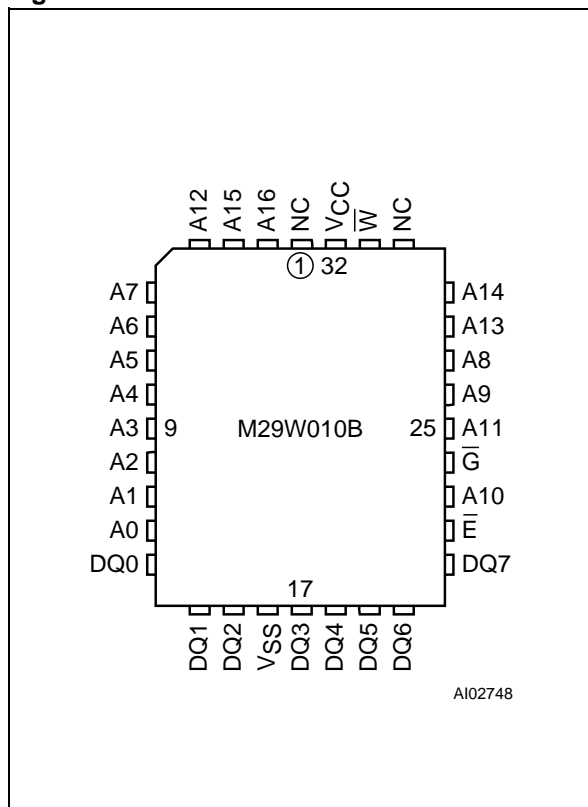 A12 A15 A16 NC VCC W̅ NC
1 32
A7 A14
A6 A13
A5 A8
A4 A9
A3 9 M29W010B 25 A11
A2 G̅
A1 A10
A0 E̅
DQ0 DQ7
17
DQ1 DQ2 VSS DQ3 DQ4 DQ5 DQ6
AI02748